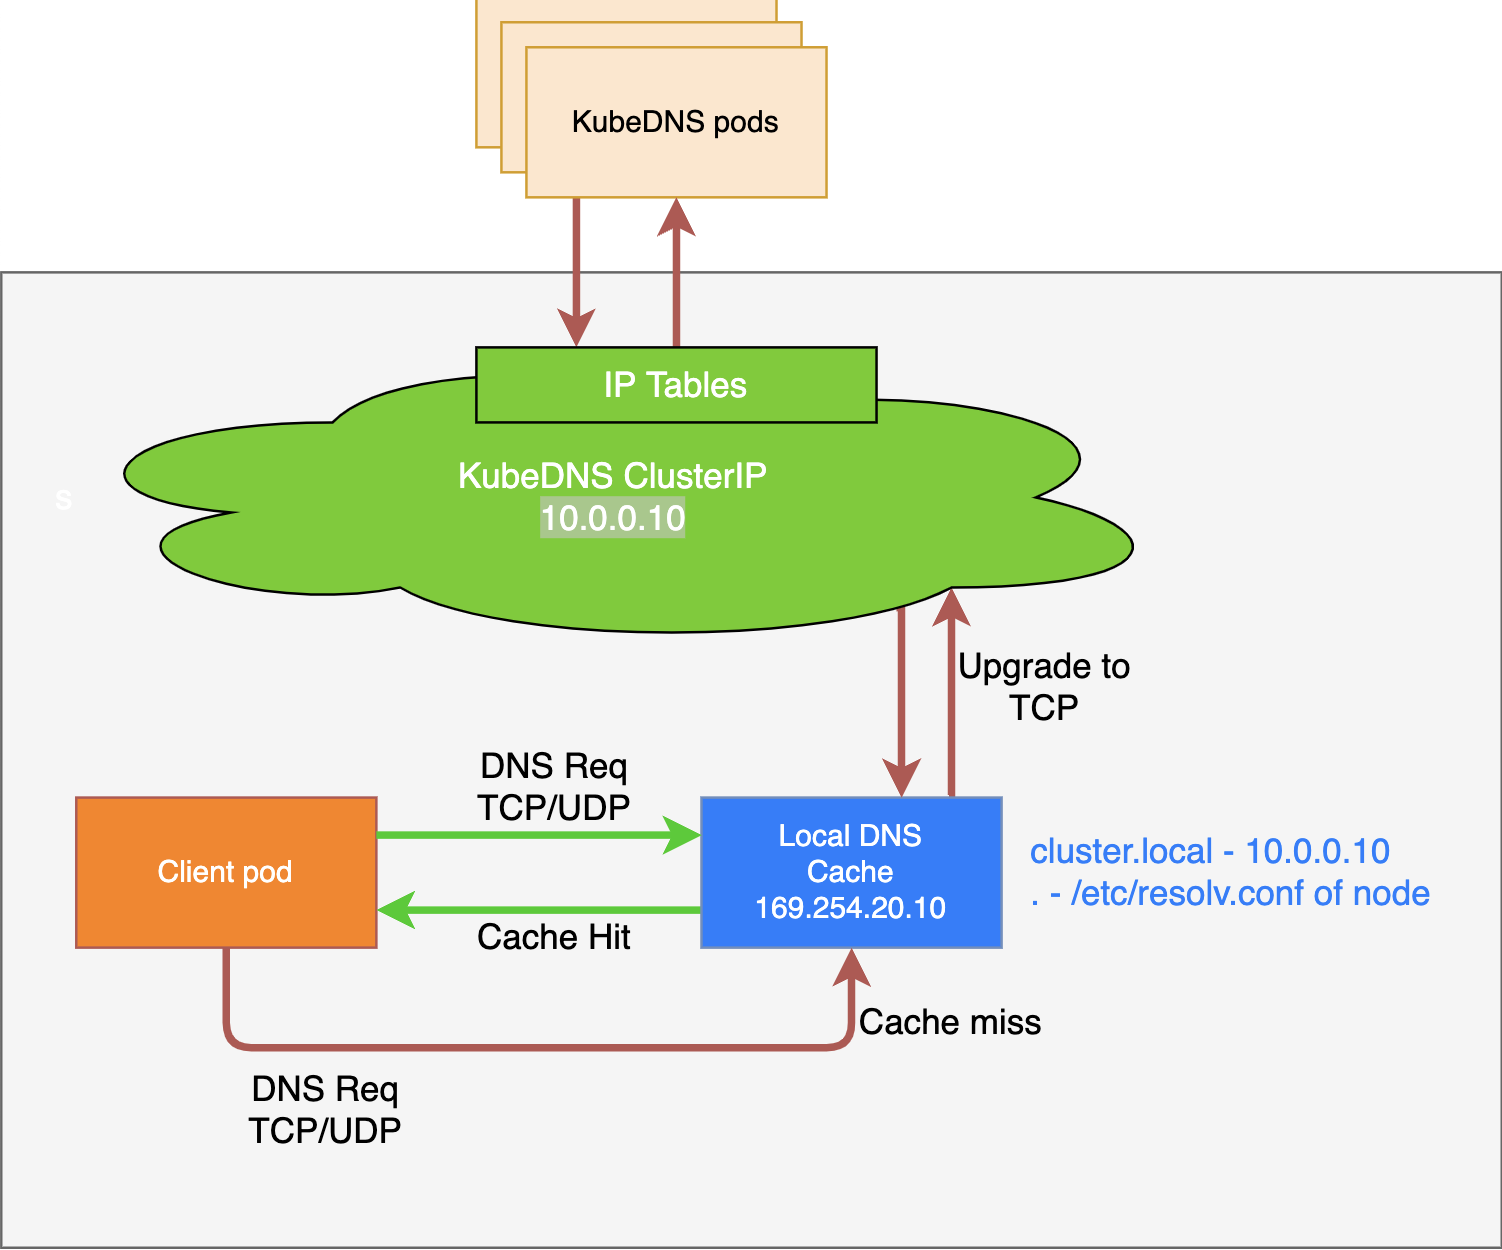 KubeDNS pods
IP Tables
KubeDNS ClusterIP
s
10.0.0.10
Upgrade to
TCP
DNS Req
TCP/UDP
Client pod
Local DNS
Cache
169.254.20.10
cluster.local - 10.0.0.10
. - /etc/resolv.conf of node
Cache Hit
Cache miss
DNS Req
TCP/UDP